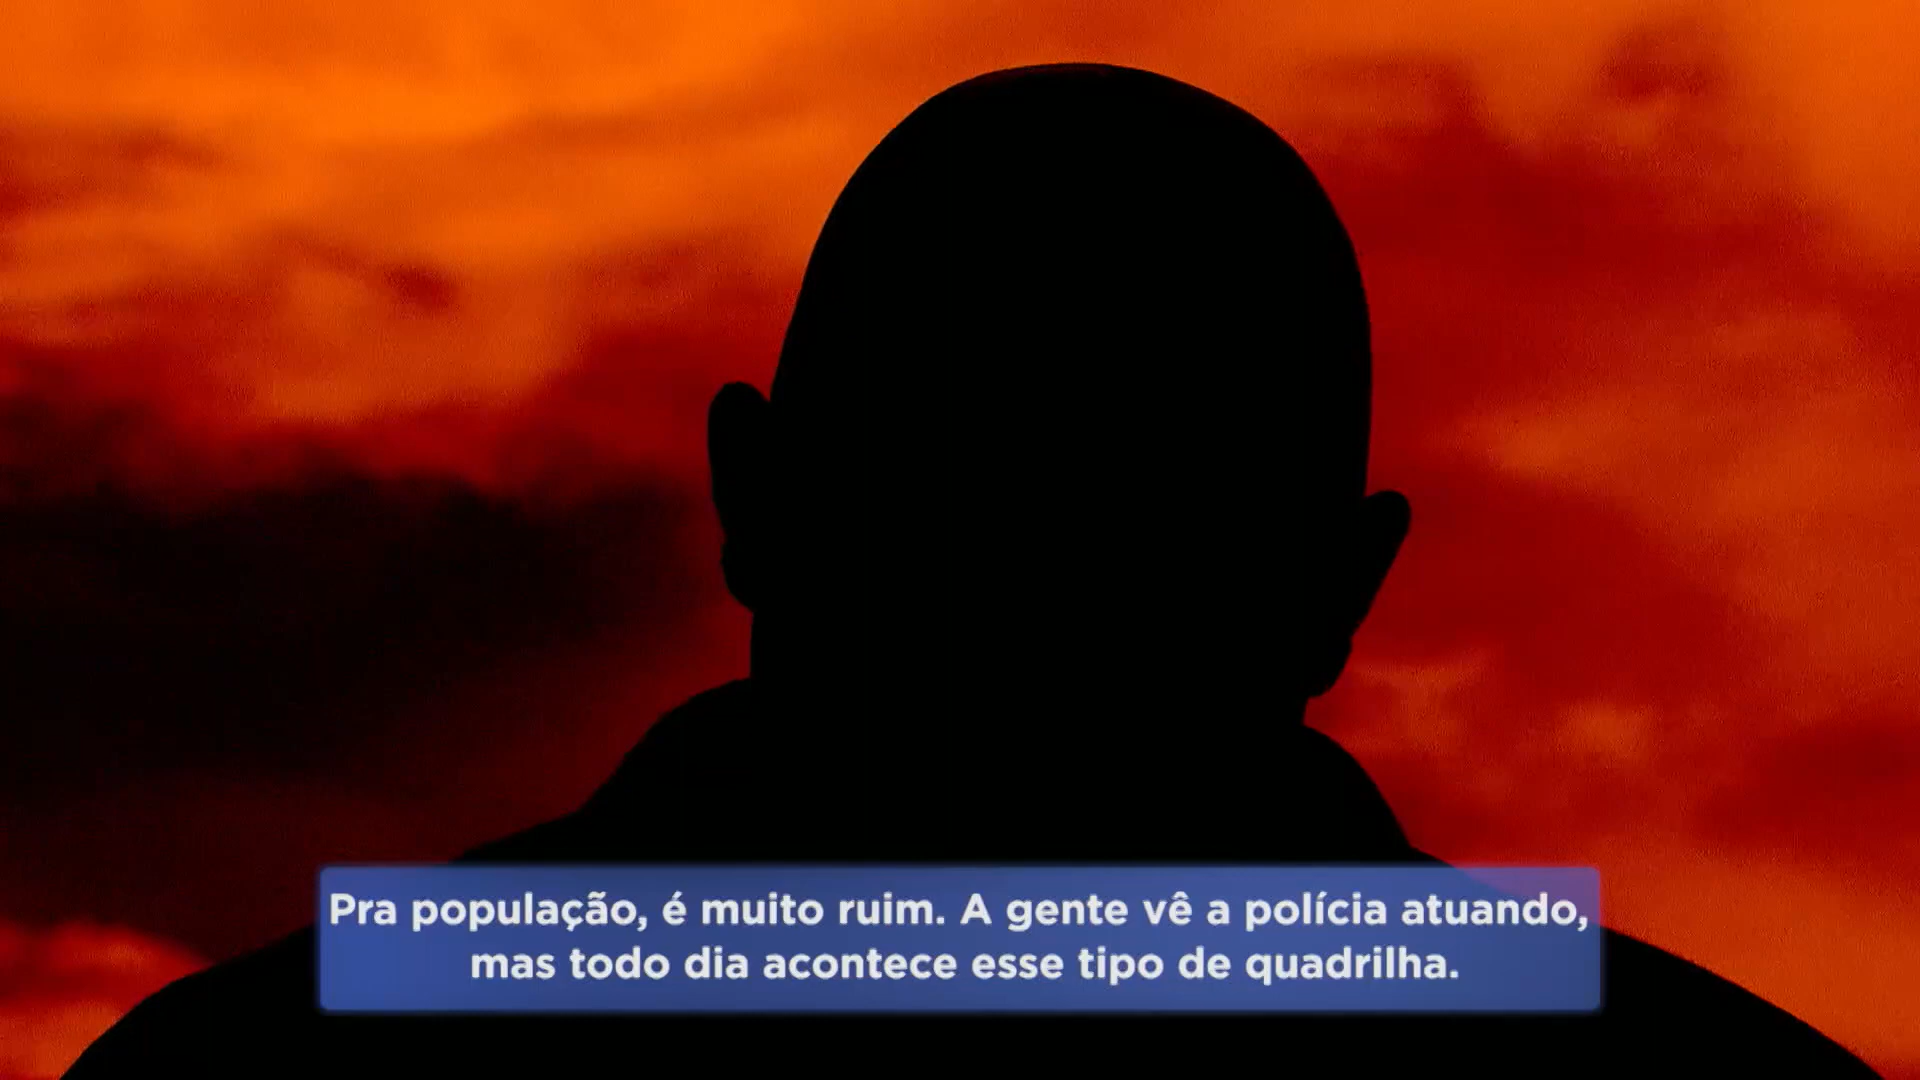 Pra população, é muito ruim. A gente vê a polícia atuando,
mas todo dia acontece esse tipo de quadrilha.